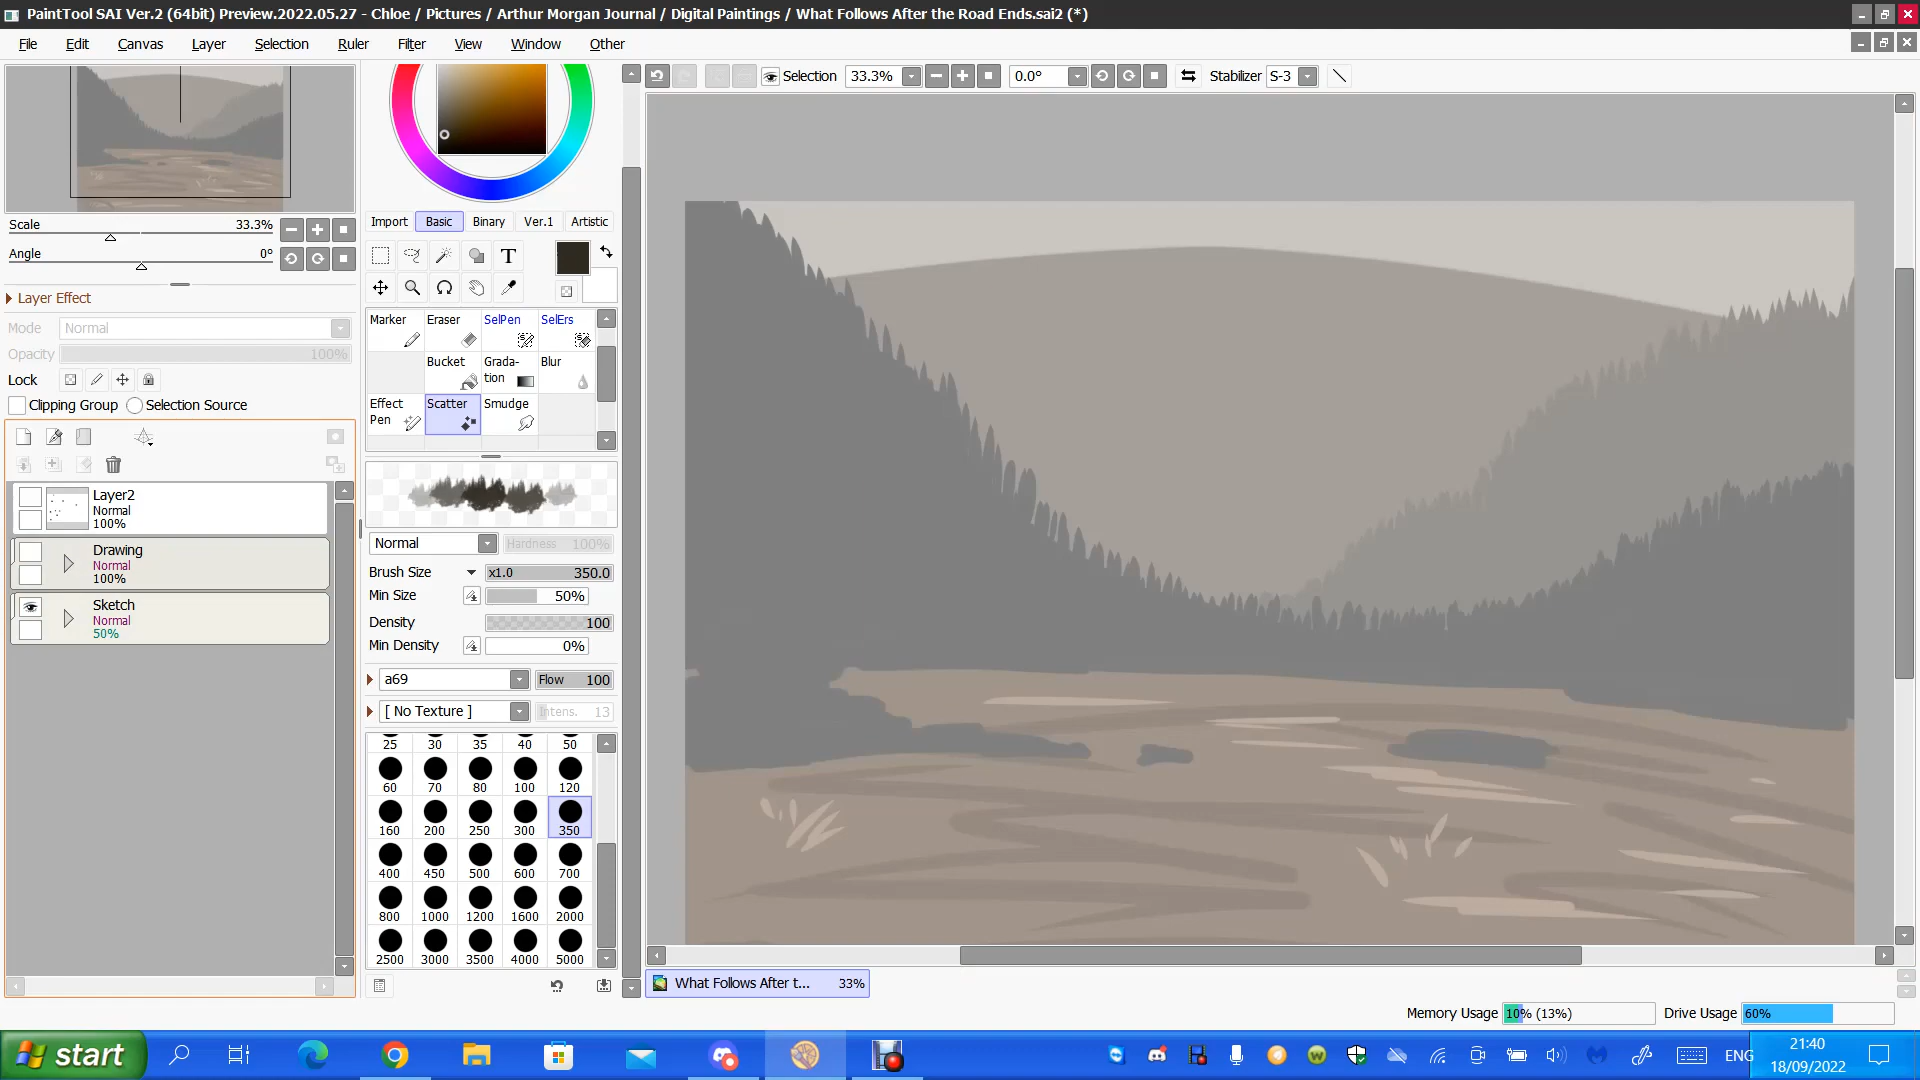 PaintTool SAI Ver.2 (64bit) Preview.2022.05.27 - Chloe / Pictures / Arthur Morgan Journal / Digital Paintings / What Follows After the Road Ends.sai2 (*)
File Edit Canvas Layer Selection Ruler Filter View Window Other
Selection 33.3% 0.0° Stabilizer S-3
Scale 33.3%
Angle 0°
Layer Effect
Mode Normal
Opacity 100%
Lock
Clipping Group Selection Source
Layer2
Normal
100%
Drawing
Normal
100%
Sketch
Normal
50%
Import Basic Binary Ver.1 Artistic
T
Marker Eraser SelPen SelErs
Bucket Grada-
tion Blur
Effect
Pen Scatter Smudge
Normal Hardness 100%
Brush Size x1.0 350.0
Min Size 50%
Density 100
Min Density 0%
a69 Flow 100
[ No Texture ] Intens. 13
25 30 35 40 50
60 70 80 100 120
160 200 250 300 350
400 450 500 600 700
800 1000 1200 1600 2000
2500 3000 3500 4000 5000
What Follows After t... 33%
Memory Usage 10% (13%) Drive Usage 60%
start
ENG
21:40
18/09/2022